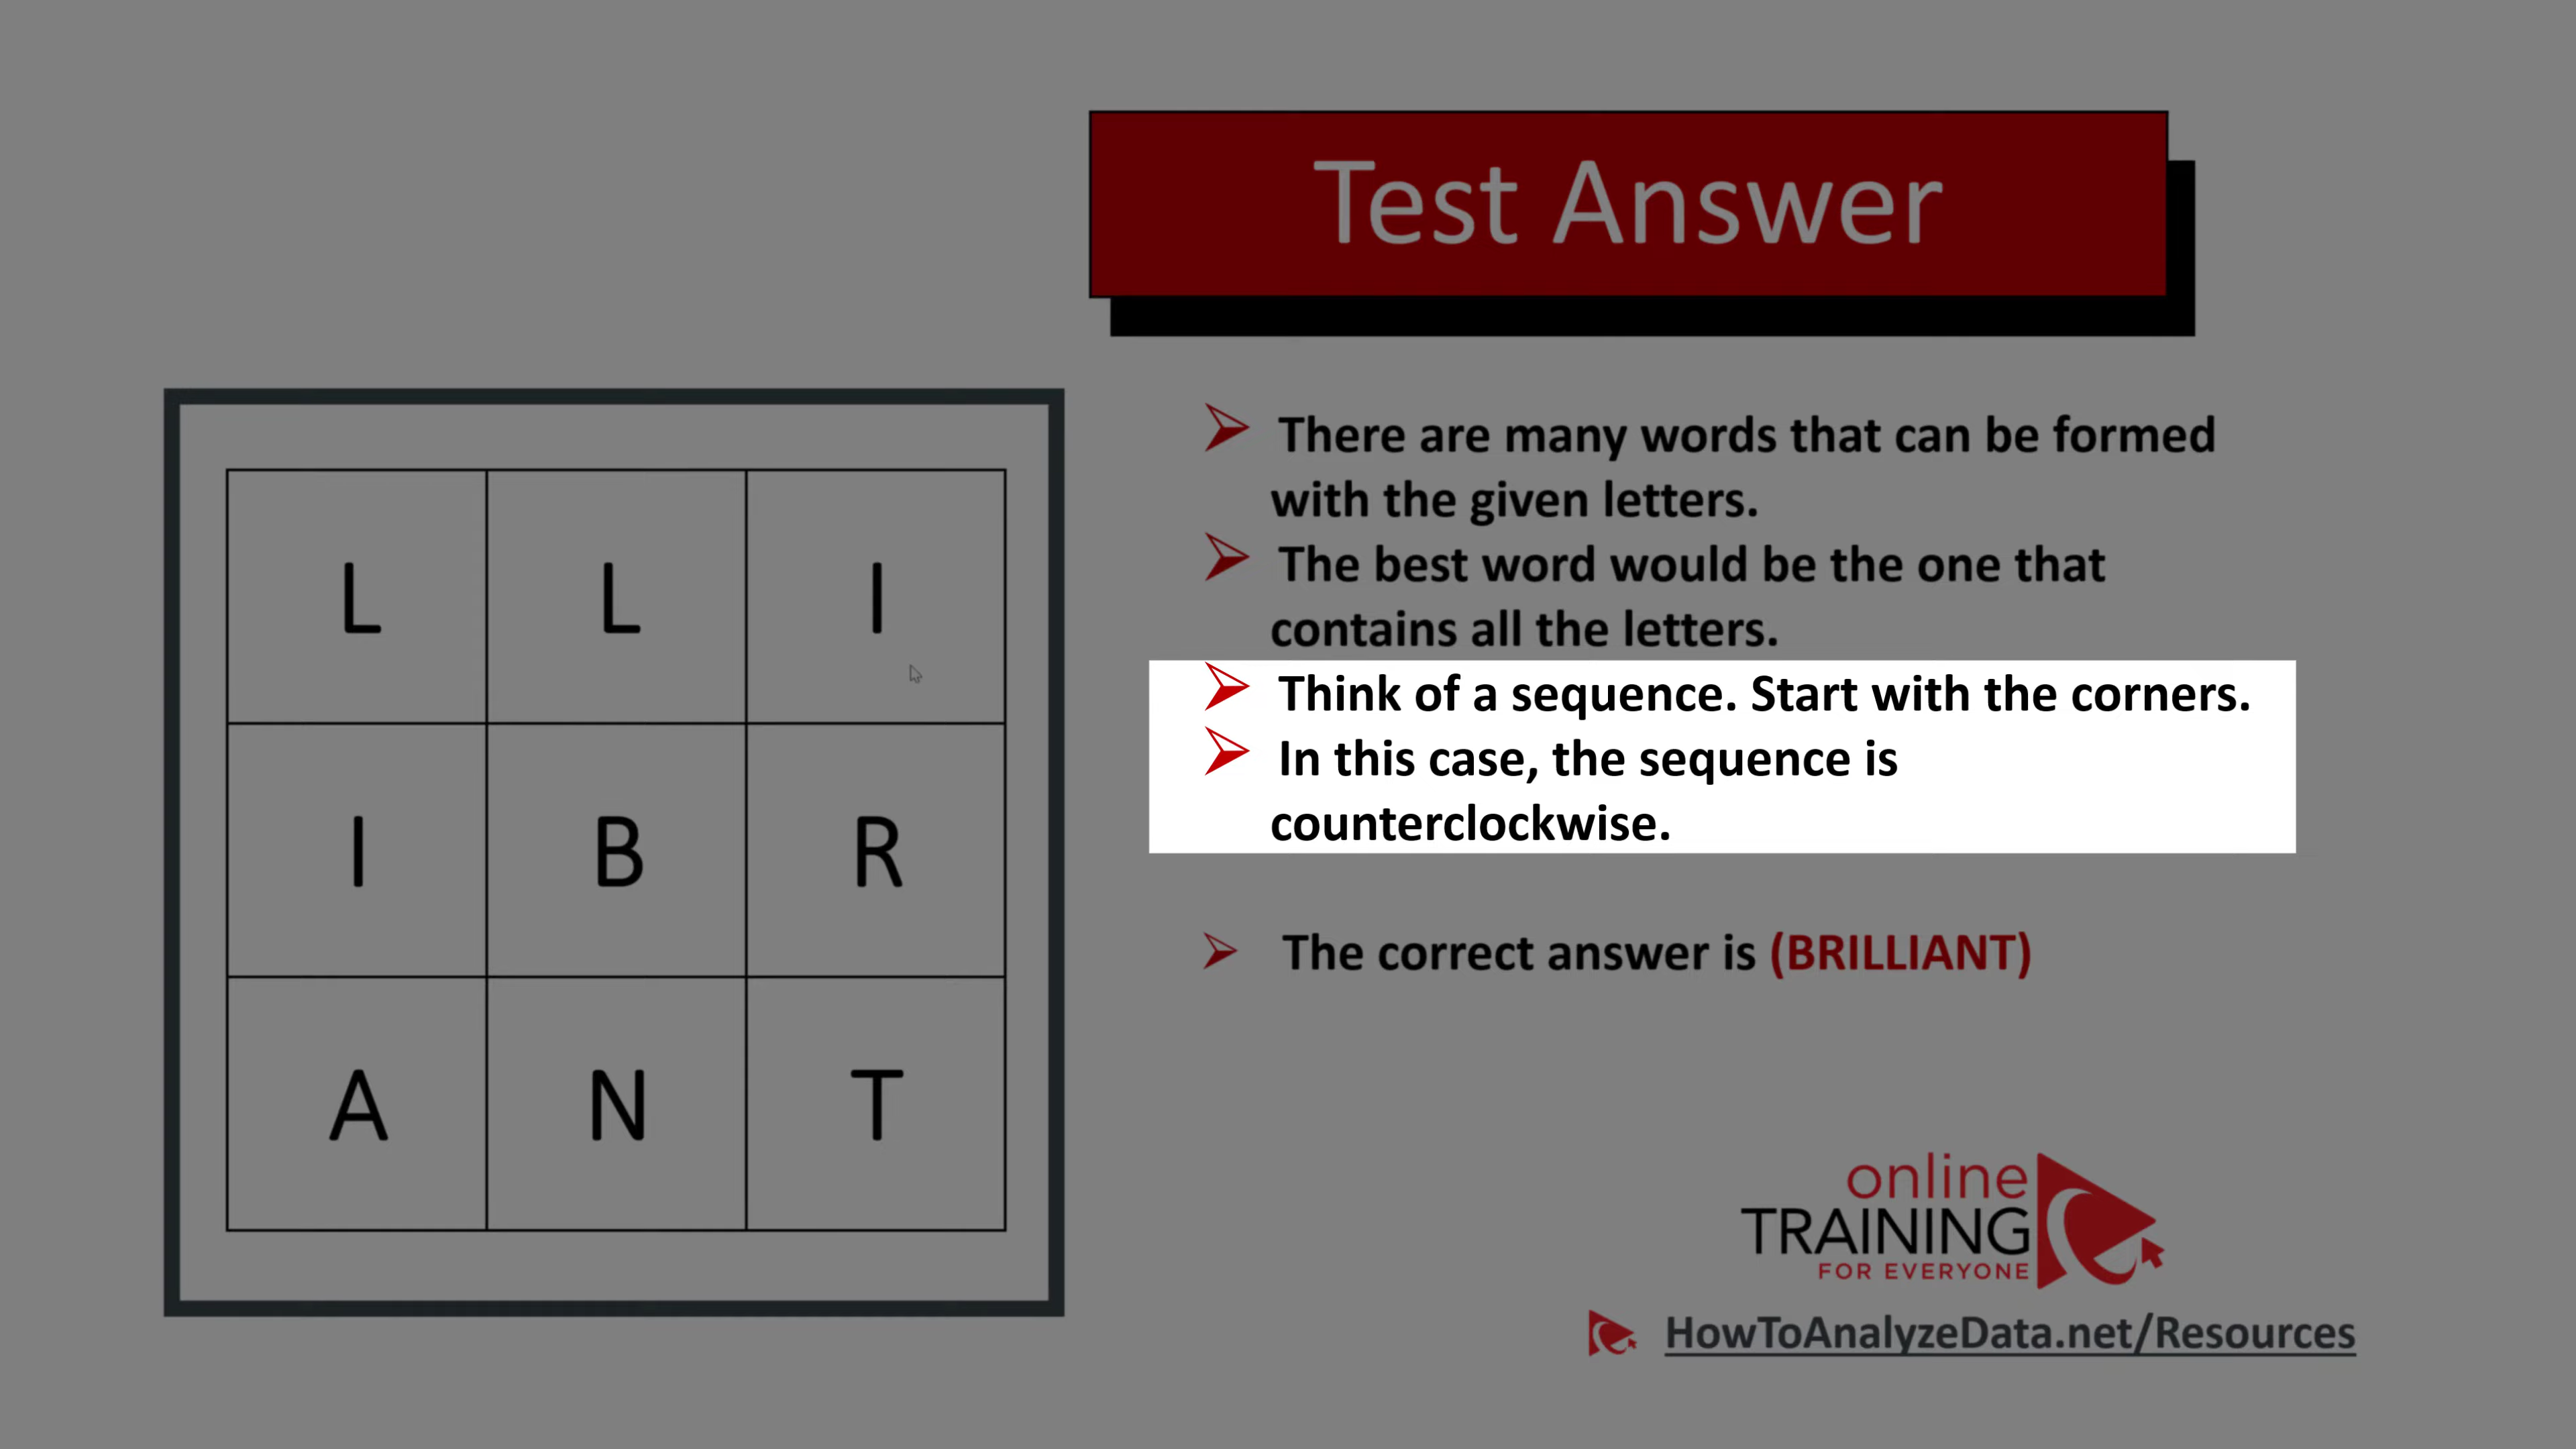 Test Answer
L L I
I B R
A N T
There are many words that can be formed
with the given letters.
The best word would be the one that
contains all the letters.
Think of a sequence. Start with the corners.
In this case, the sequence is
counterclockwise.
The correct answer is (BRILLIANT)
online
TRAINING
FOR EVERYONE
HowToAnalyzeData.net/Resources